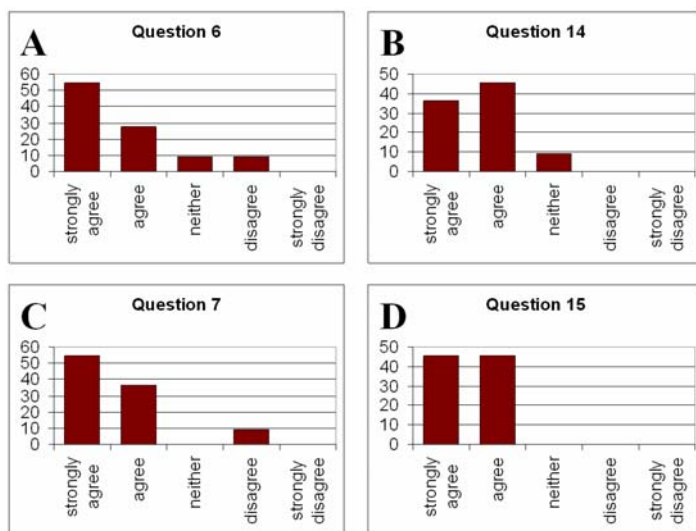 A
Question 6
60
50
40
30
20
10
0
strongly
agree
agree
neither
disagree
strongly
disagree
B
Question 14
50
40
30
20
10
0
strongly
agree
agree
neither
disagree
strongly
disagree
C
Question 7
60
50
40
30
20
10
0
strongly
agree
agree
neither
disagree
strongly
disagree
D
Question 15
50
40
30
20
10
0
strongly
agree
agree
neither
disagree
strongly
disagree